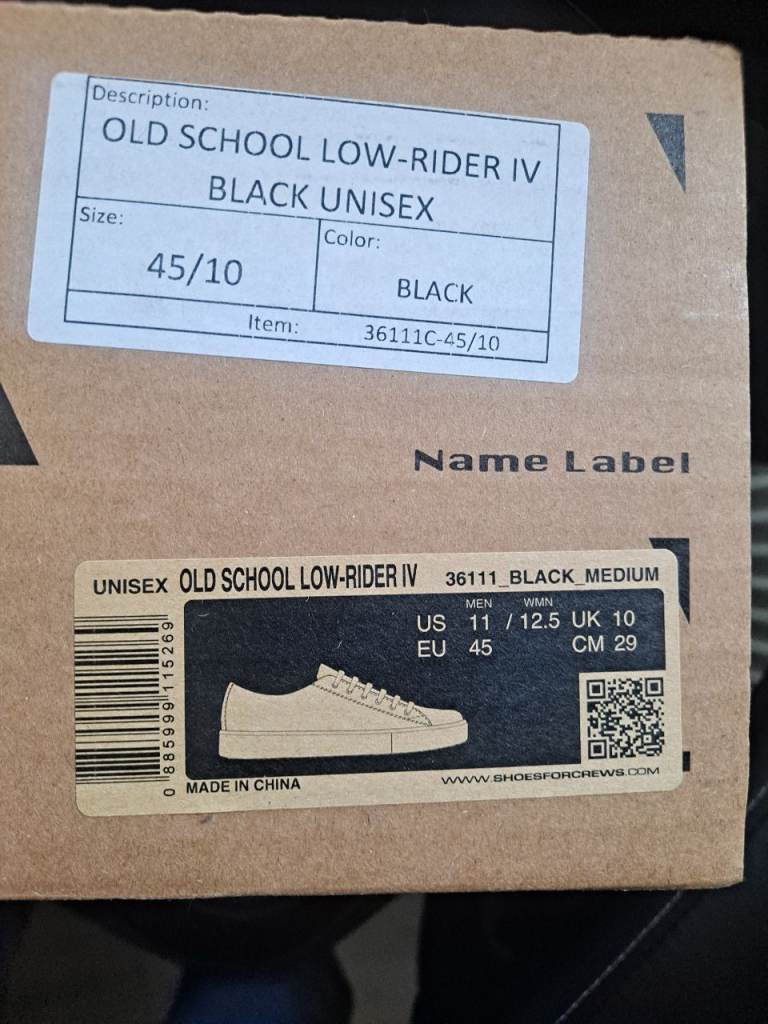 Description:
OLD SCHOOL LOW-RIDER IV
BLACK UNISEX
Size:
45/10
Color:
BLACK
Item: 36111C-45/10
Name Label
UNISEX OLD SCHOOL LOW-RIDER IV 36111_BLACK_MEDIUM
MEN WMN
US 11 / 12.5 UK 10
EU 45 CM 29
0 885999 115269
MADE IN CHINA
WWW.SHOESFORCREWS.COM